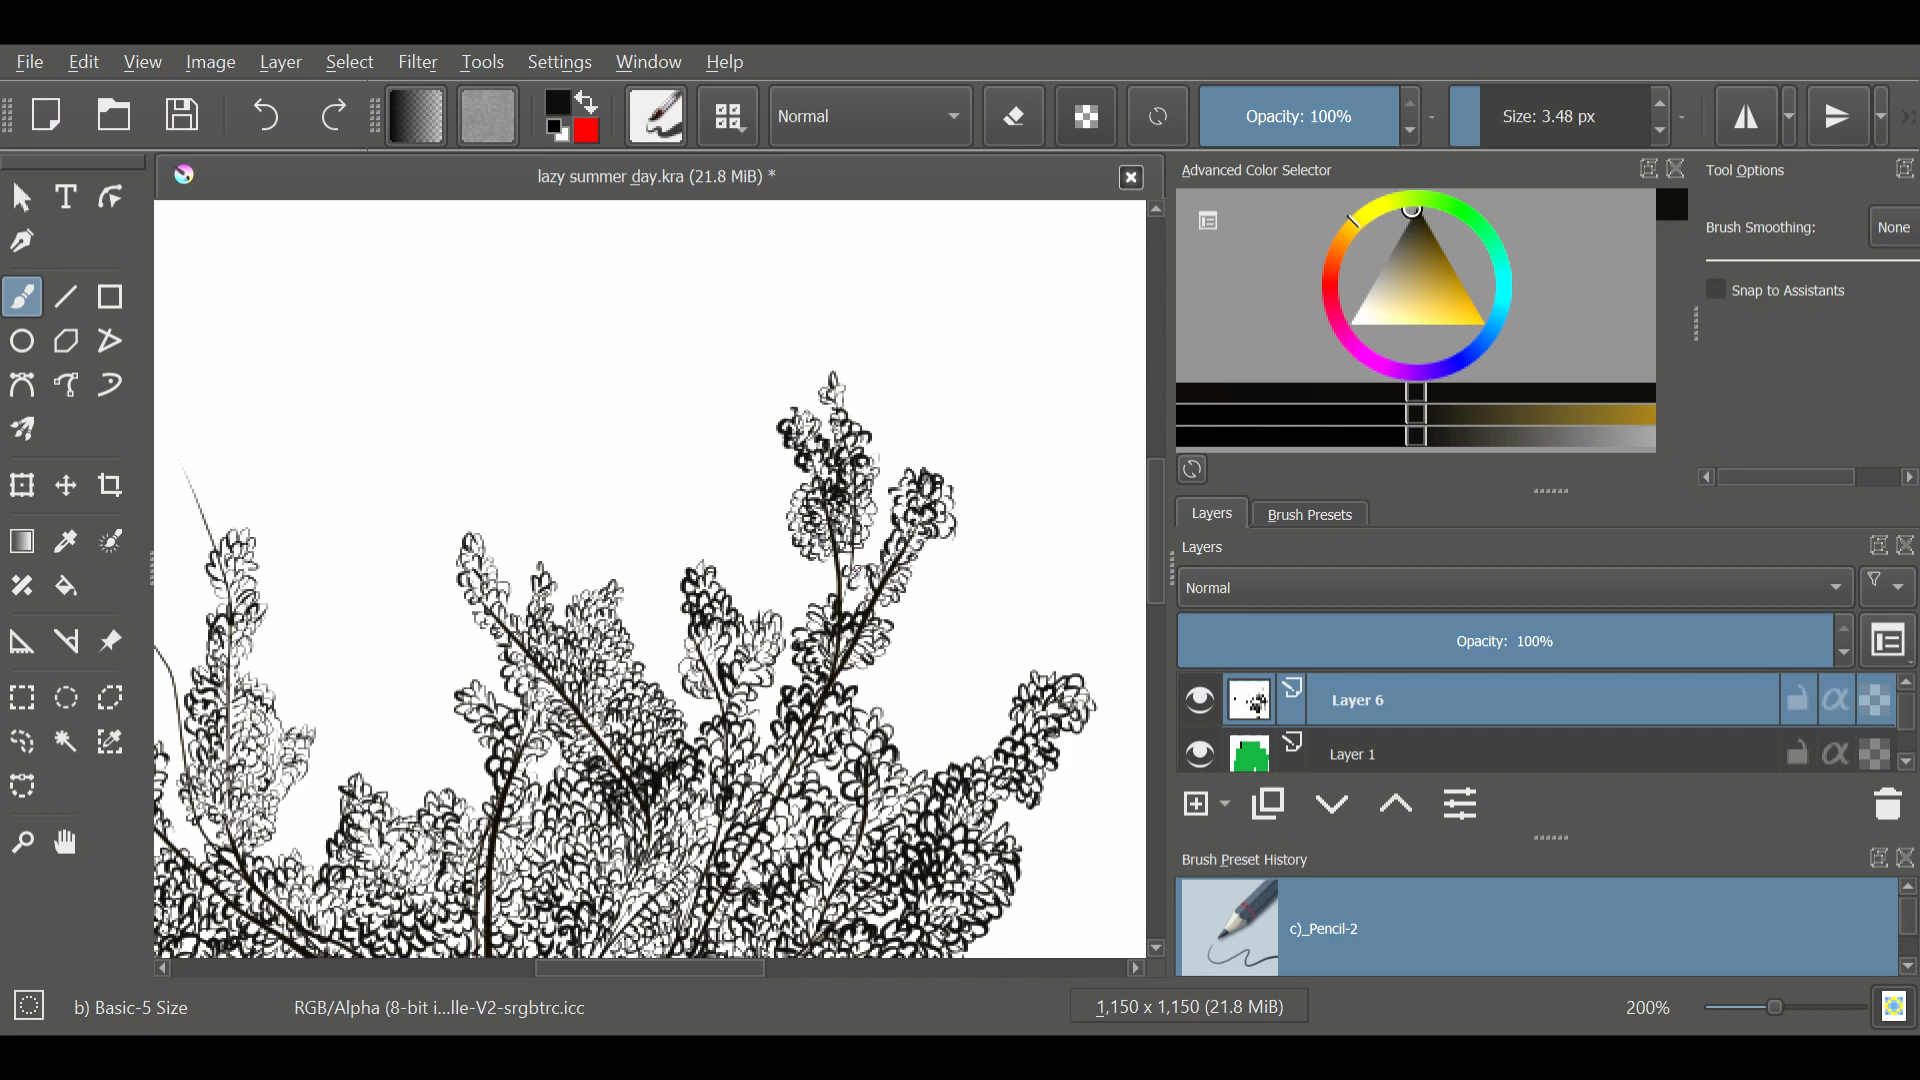 File Edit View Image Layer Select Filter Tools Settings Window Help
Normal Opacity: 100% Size: 3.48 px
lazy summer day.kra (21.8 MiB) *
Advanced Color Selector
Tool Options
Brush Smoothing: None
Snap to Assistants
Layers Brush Presets
Layers
Normal
Opacity: 100%
Layer 6
Layer 1
Brush Preset History
c)_Pencil-2
b) Basic-5 Size RGB/Alpha (8-bit i...lle-V2-srgbtrc.icc 1,150 x 1,150 (21.8 MiB) 200%